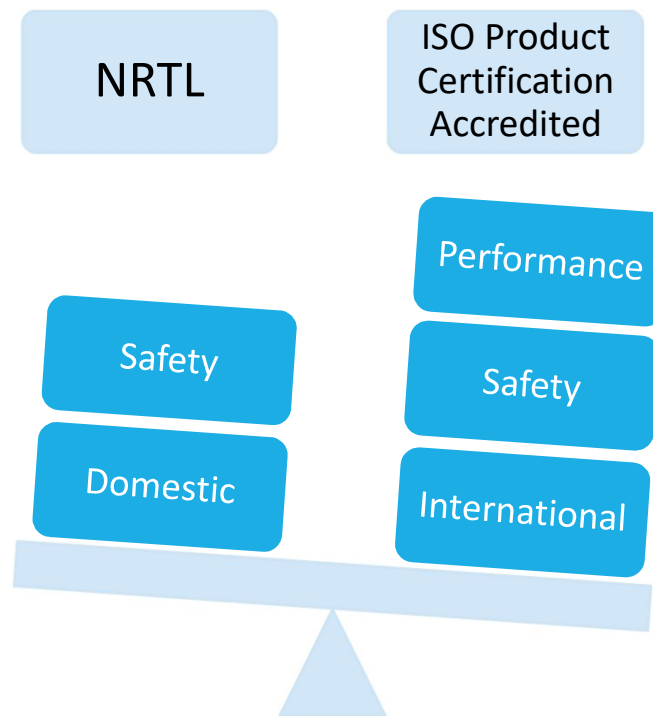 NRTL
ISO Product
Certification
Accredited
Safety
Domestic
Performance
Safety
International